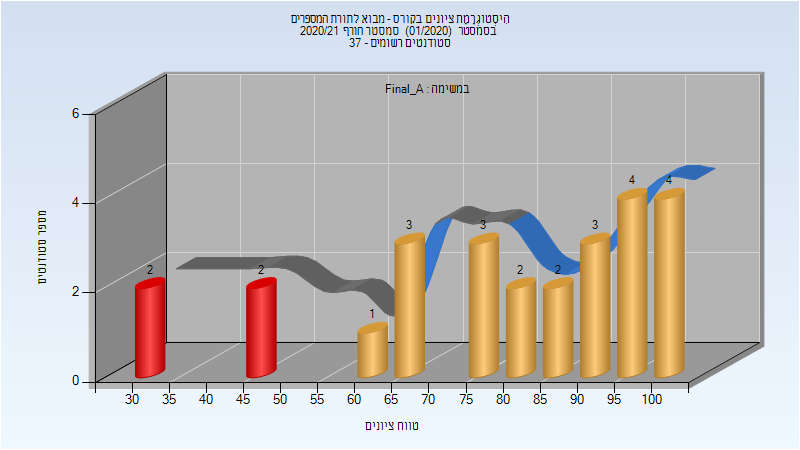 היסטוגרמת ציונים בקורס - מבוא לתורת המספרים
בסמסטר (01/2020) סמסטר חורף 2020/21
סטודנטים רשומים - 37
במשימה : Final_A
מספר סטודנטים
6
4
2
0
2
2
1
3
3
2
2
3
4
4
30 35 40 45 50 55 60 65 70 75 80 85 90 95 100
טווח ציונים